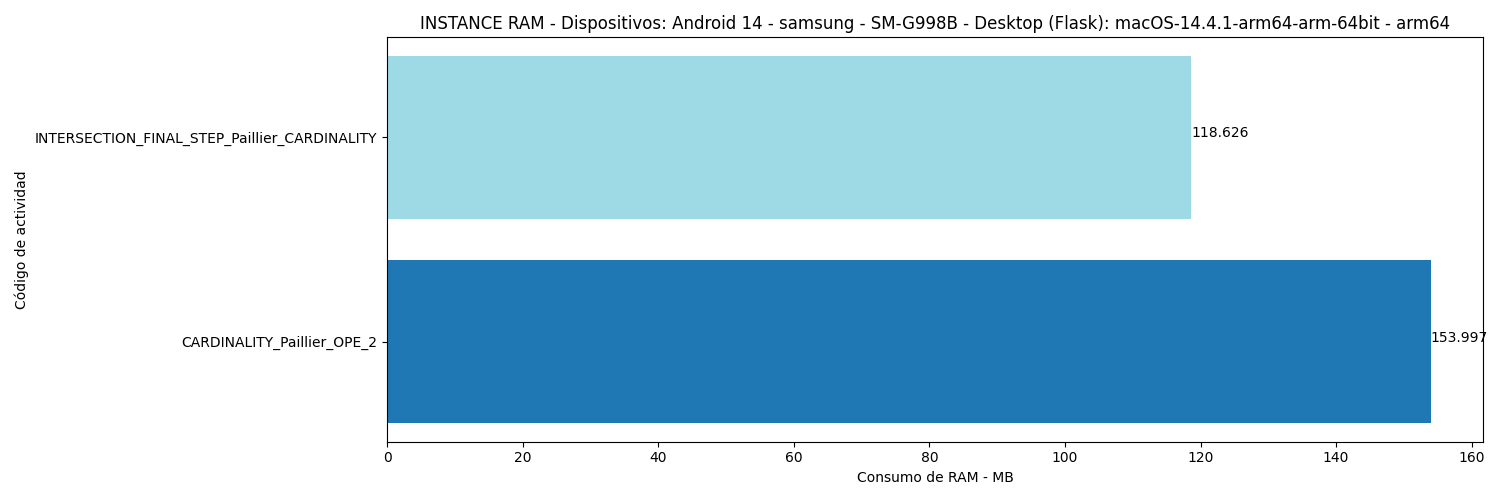 INSTANCE RAM - Dispositivos: Android 14 - samsung - SM-G998B - Desktop (Flask): macOS-14.4.1-arm64-arm-64bit - arm64
INTERSECTION_FINAL_STEP_Paillier_CARDINALITY
118.626
Código de actividad
CARDINALITY_Paillier_OPE_2
153.997
0 20 40 60 80 100 120 140 160
Consumo de RAM - MB